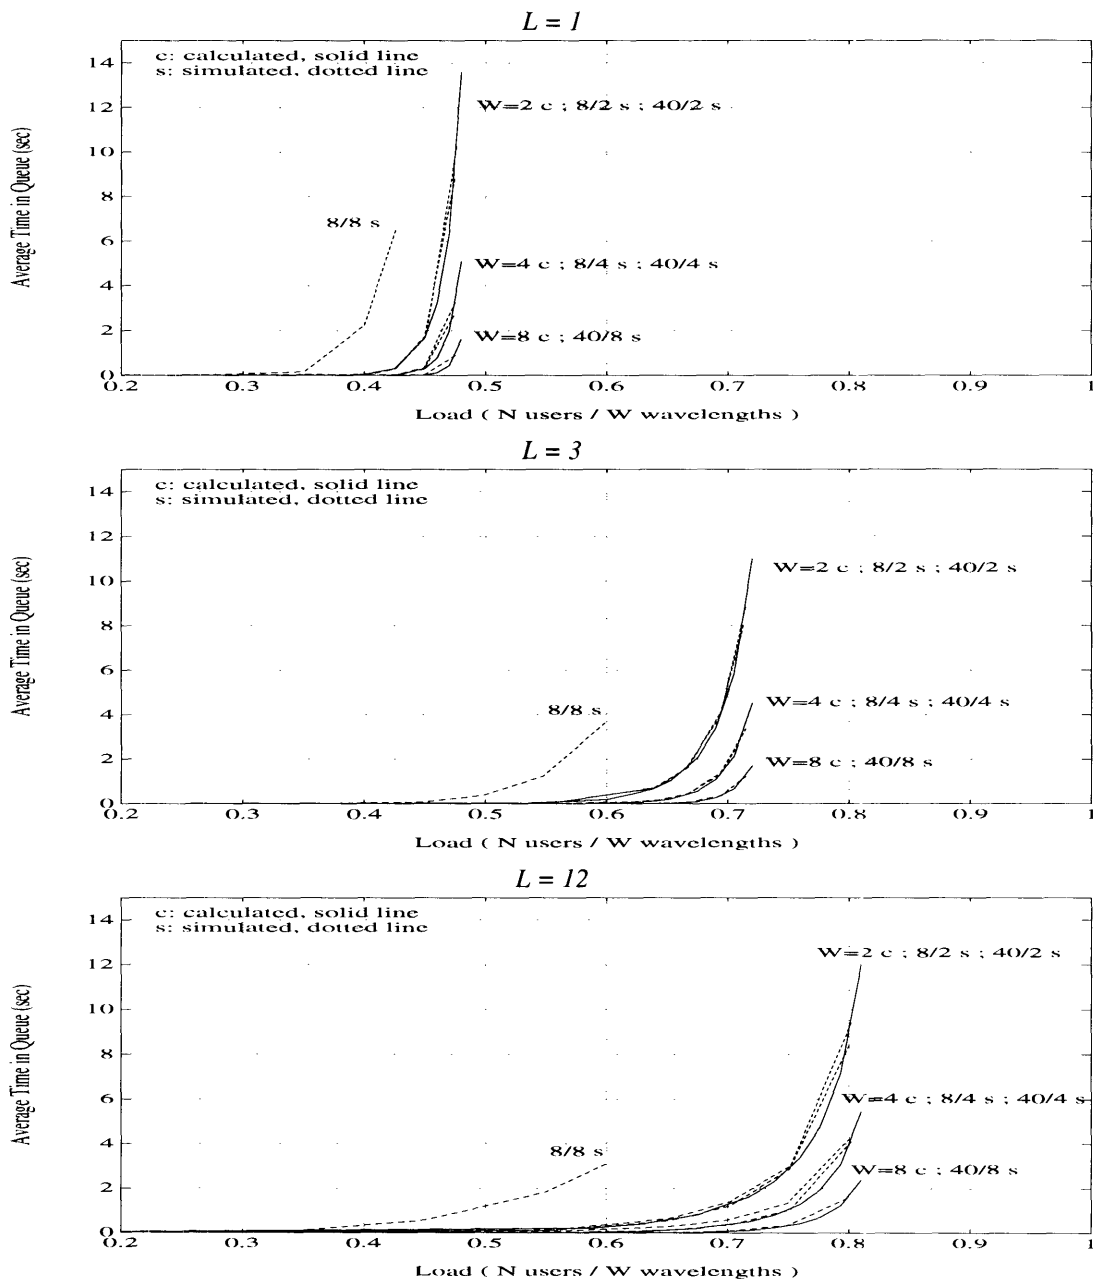 L = 1
c: calculated, solid line
s: simulated, dotted line
14
12
10
8
6
4
2
0
Average Time in Queue (sec)
W=2 c ; 8/2 s ; 40/2 s
8/8 s
W=4 c ; 8/4 s ; 40/4 s
W=8 c ; 40/8 s
0.2 0.3 0.4 0.5 0.6 0.7 0.8 0.9 1
Load ( N users / W wavelengths )
L = 3
c: calculated, solid line
s: simulated, dotted line
14
12
10
8
6
4
2
0
Average Time in Queue (sec)
W=2 c ; 8/2 s ; 40/2 s
8/8 s
W=4 c ; 8/4 s ; 40/4 s
W=8 c ; 40/8 s
0.2 0.3 0.4 0.5 0.6 0.7 0.8 0.9 1
Load ( N users / W wavelengths )
L = 12
c: calculated, solid line
s: simulated, dotted line
14
12
10
8
6
4
2
0
Average Time in Queue (sec)
W=2 c ; 8/2 s ; 40/2 s
W=4 c ; 8/4 s ; 40/4 s
8/8 s
W=8 c ; 40/8 s
0.2 0.3 0.4 0.5 0.6 0.7 0.8 0.9 1
Load ( N users / W wavelengths )